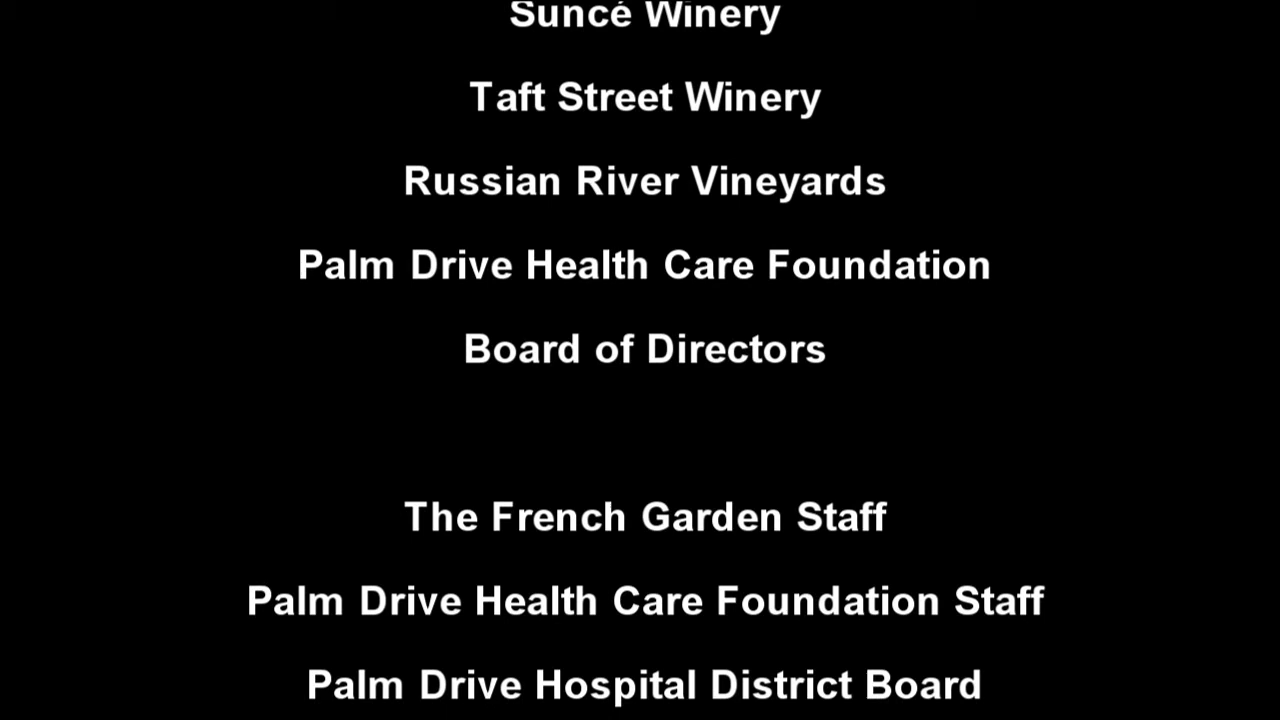 Suncé Winery
Taft Street Winery
Russian River Vineyards
Palm Drive Health Care Foundation
Board of Directors
The French Garden Staff
Palm Drive Health Care Foundation Staff
Palm Drive Hospital District Board